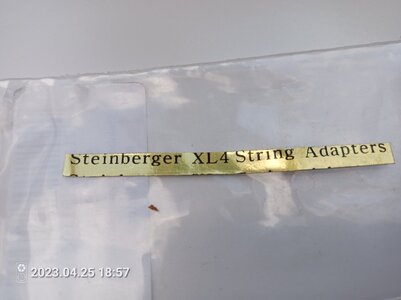 Steinberger XL4 String Adapters
2023.04.25 18:57